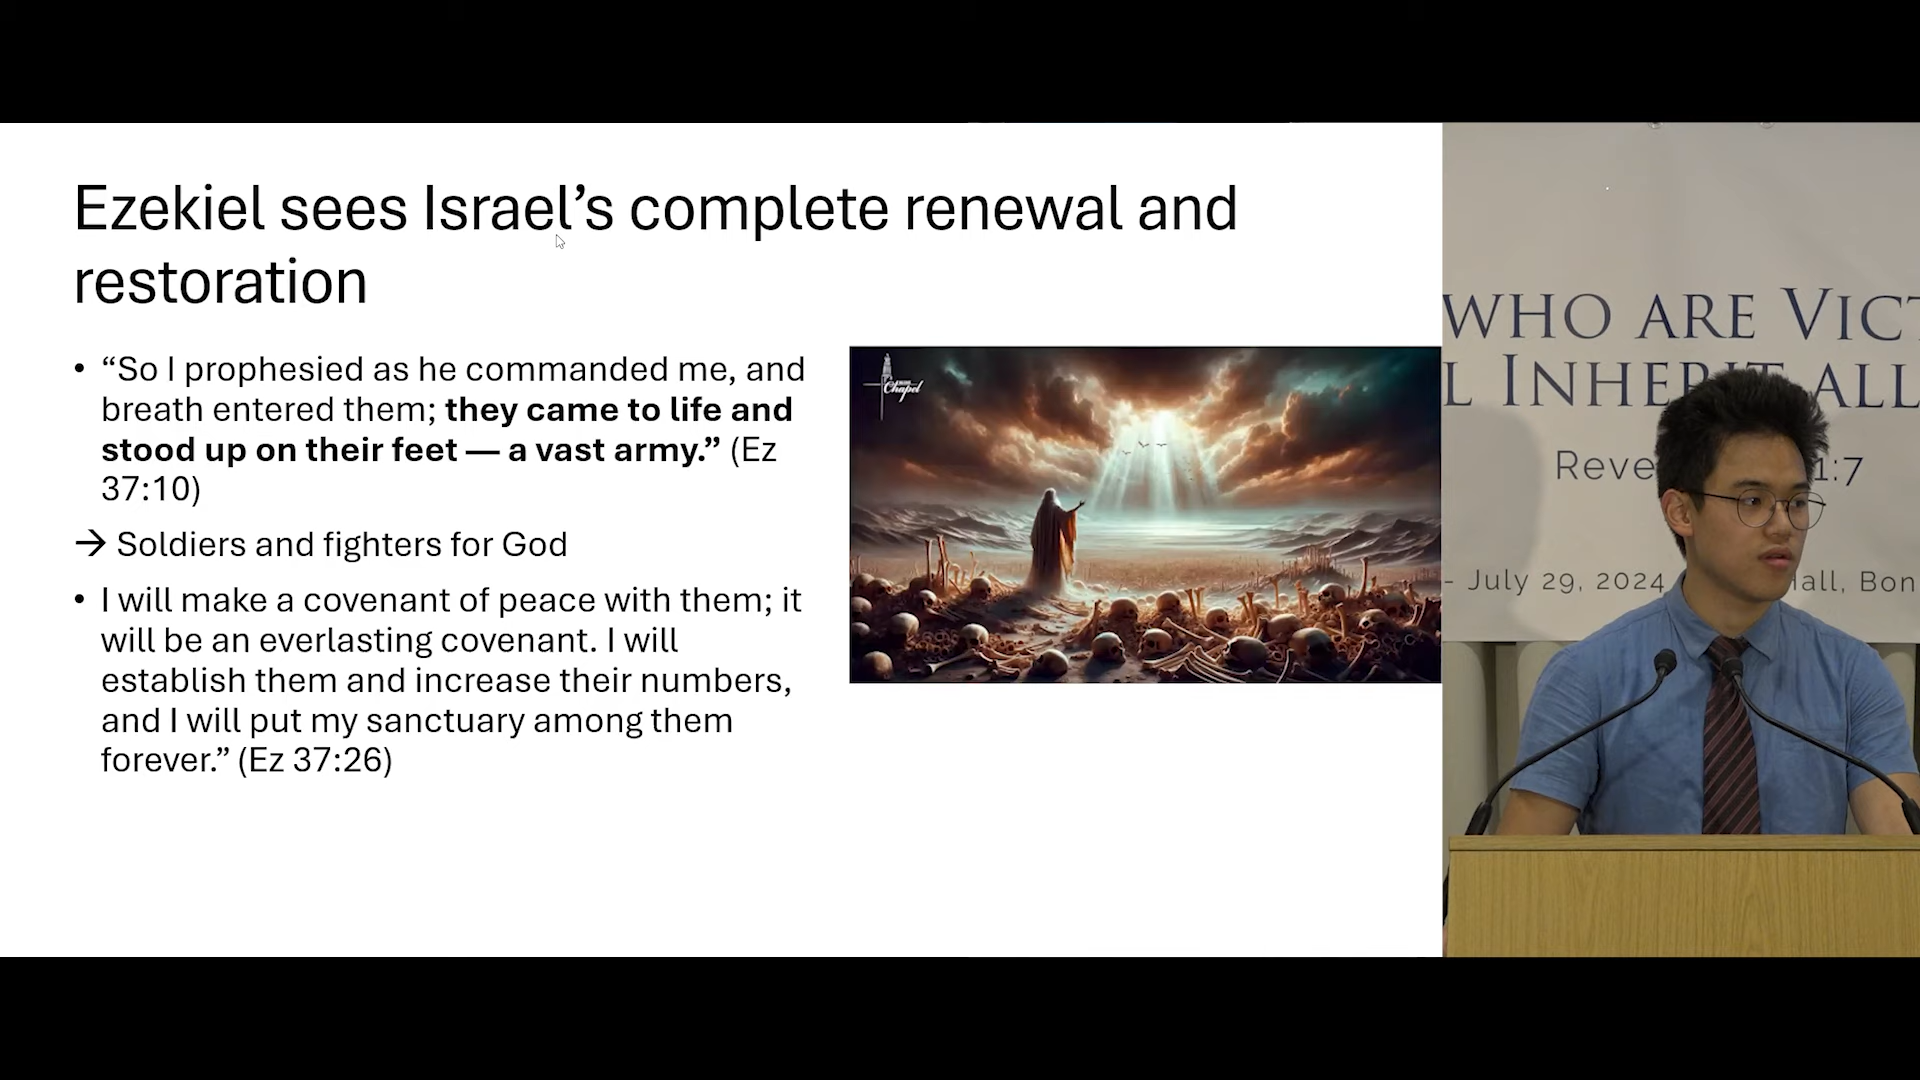 Ezekiel sees Israel’s complete renewal and
restoration
• “So I prophesied as he commanded me, and
breath entered them; they came to life and
stood up on their feet — a vast army.” (Ez
37:10)
→ Soldiers and fighters for God
• I will make a covenant of peace with them; it
will be an everlasting covenant. I will
establish them and increase their numbers,
and I will put my sanctuary among them
forever.” (Ez 37:26)
Chapel
WHO ARE VICT
L INHERIT ALL
Reve 1:7
- July 29, 2024 Hall, Bon